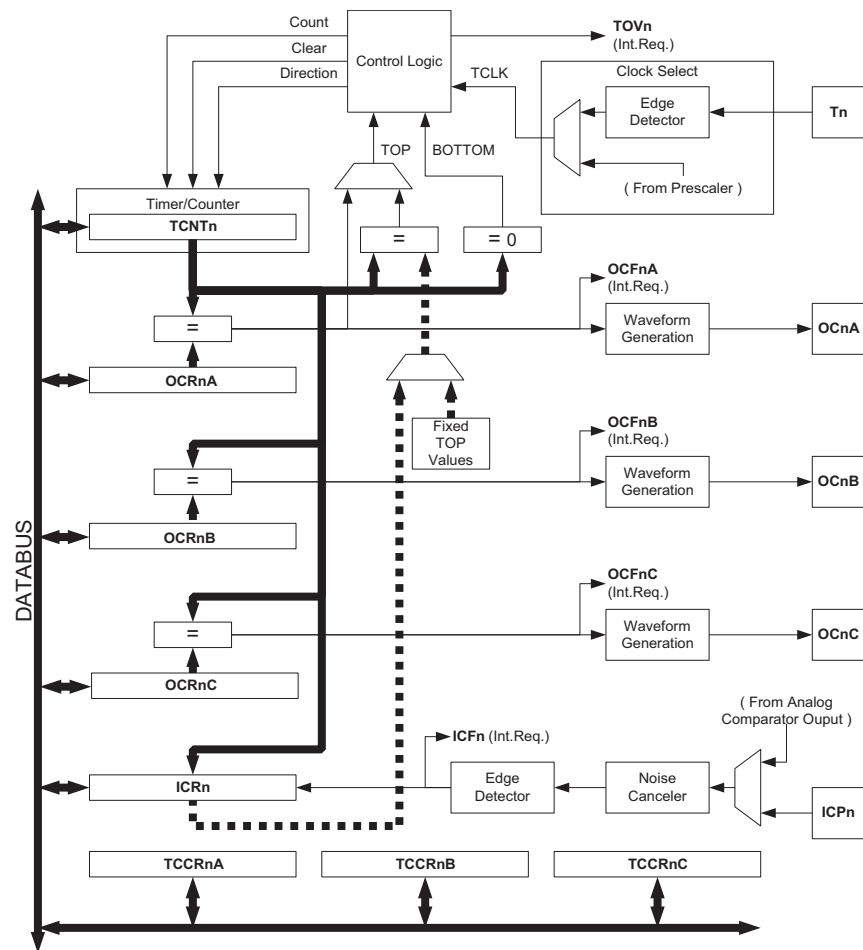 Count
Clear
Direction
Control Logic
TOVn
(Int.Req.)
TCLK
Clock Select
Edge
Detector
Tn
( From Prescaler )
TOP
BOTTOM
Timer/Counter
TCNTn
=
= 0
OCFnA
(Int.Req.)
=
Waveform
Generation
OCnA
OCRnA
Fixed
TOP
Values
OCFnB
(Int.Req.)
=
Waveform
Generation
OCnB
OCRnB
DATABUS
OCFnC
(Int.Req.)
=
Waveform
Generation
OCnC
OCRnC
( From Analog
Comparator Ouput )
ICFn (Int.Req.)
ICRn
Edge
Detector
Noise
Canceler
ICPn
TCCRnA
TCCRnB
TCCRnC